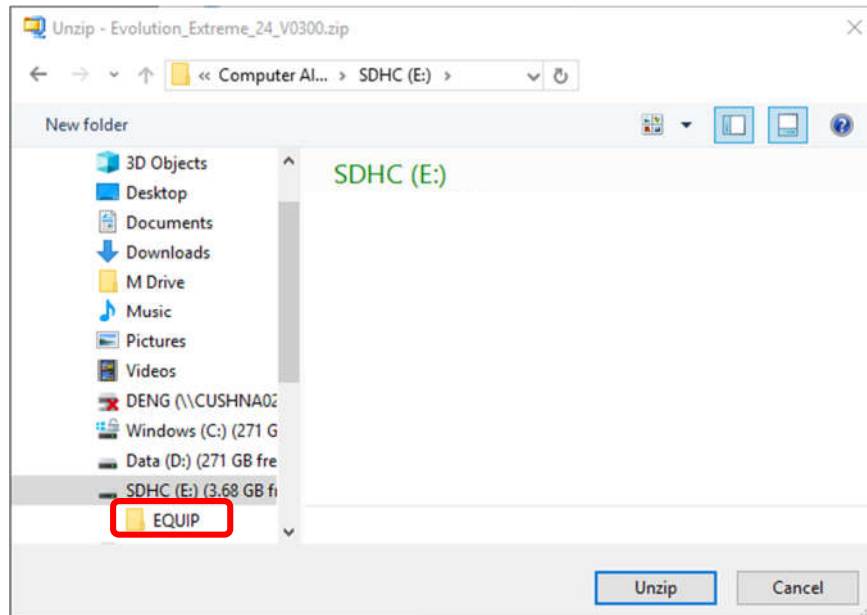 Unzip - Evolution_Extreme_24_V0300.zip
« Computer Al... › SDHC (E:) ›
New folder
3D Objects
Desktop
Documents
Downloads
M Drive
Music
Pictures
Videos
DENG (\\CUSHNA02
Windows (C:) (271 G
Data (D:) (271 GB fre
SDHC (E:) (3.68 GB fr
EQUIP
SDHC (E:)
Unzip
Cancel